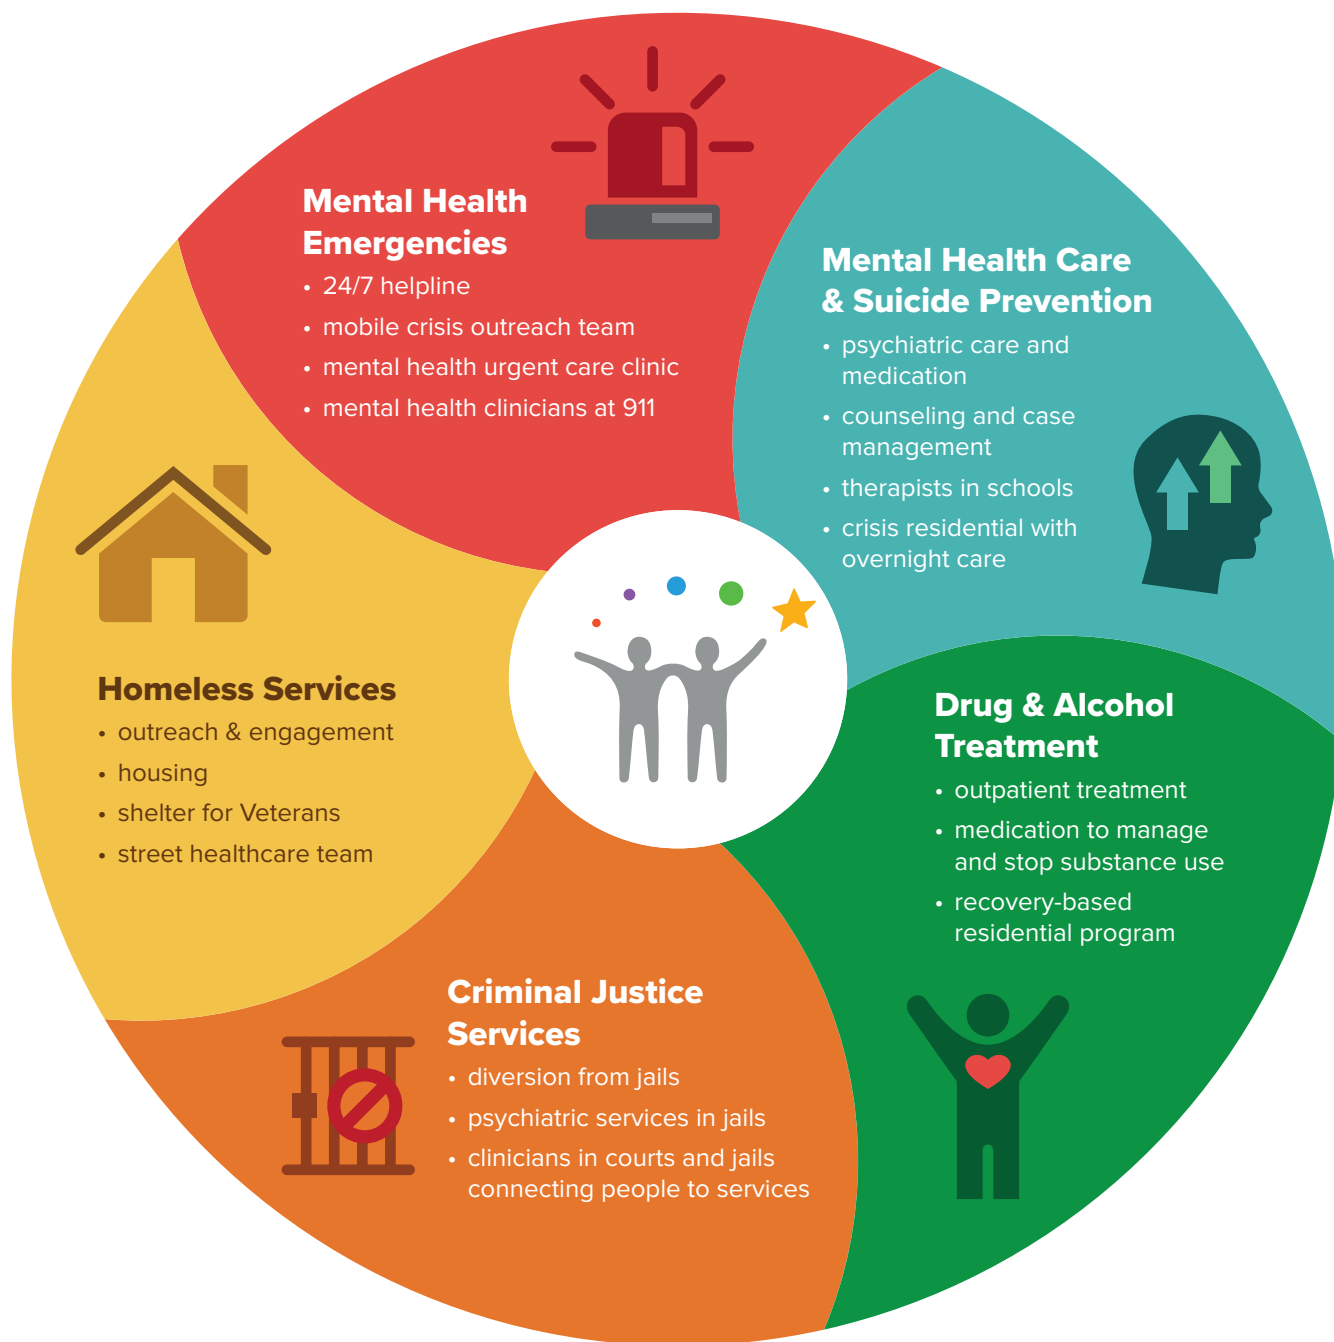 Mental Health
Emergencies
• 24/7 helpline
• mobile crisis outreach team
• mental health urgent care clinic
• mental health clinicians at 911
Mental Health Care
& Suicide Prevention
• psychiatric care and
medication
• counseling and case
management
• therapists in schools
• crisis residential with
overnight care
Drug & Alcohol
Treatment
• outpatient treatment
• medication to manage
and stop substance use
• recovery-based
residential program
Criminal Justice
Services
• diversion from jails
• psychiatric services in jails
• clinicians in courts and jails
connecting people to services
Homeless Services
• outreach & engagement
• housing
• shelter for Veterans
• street healthcare team